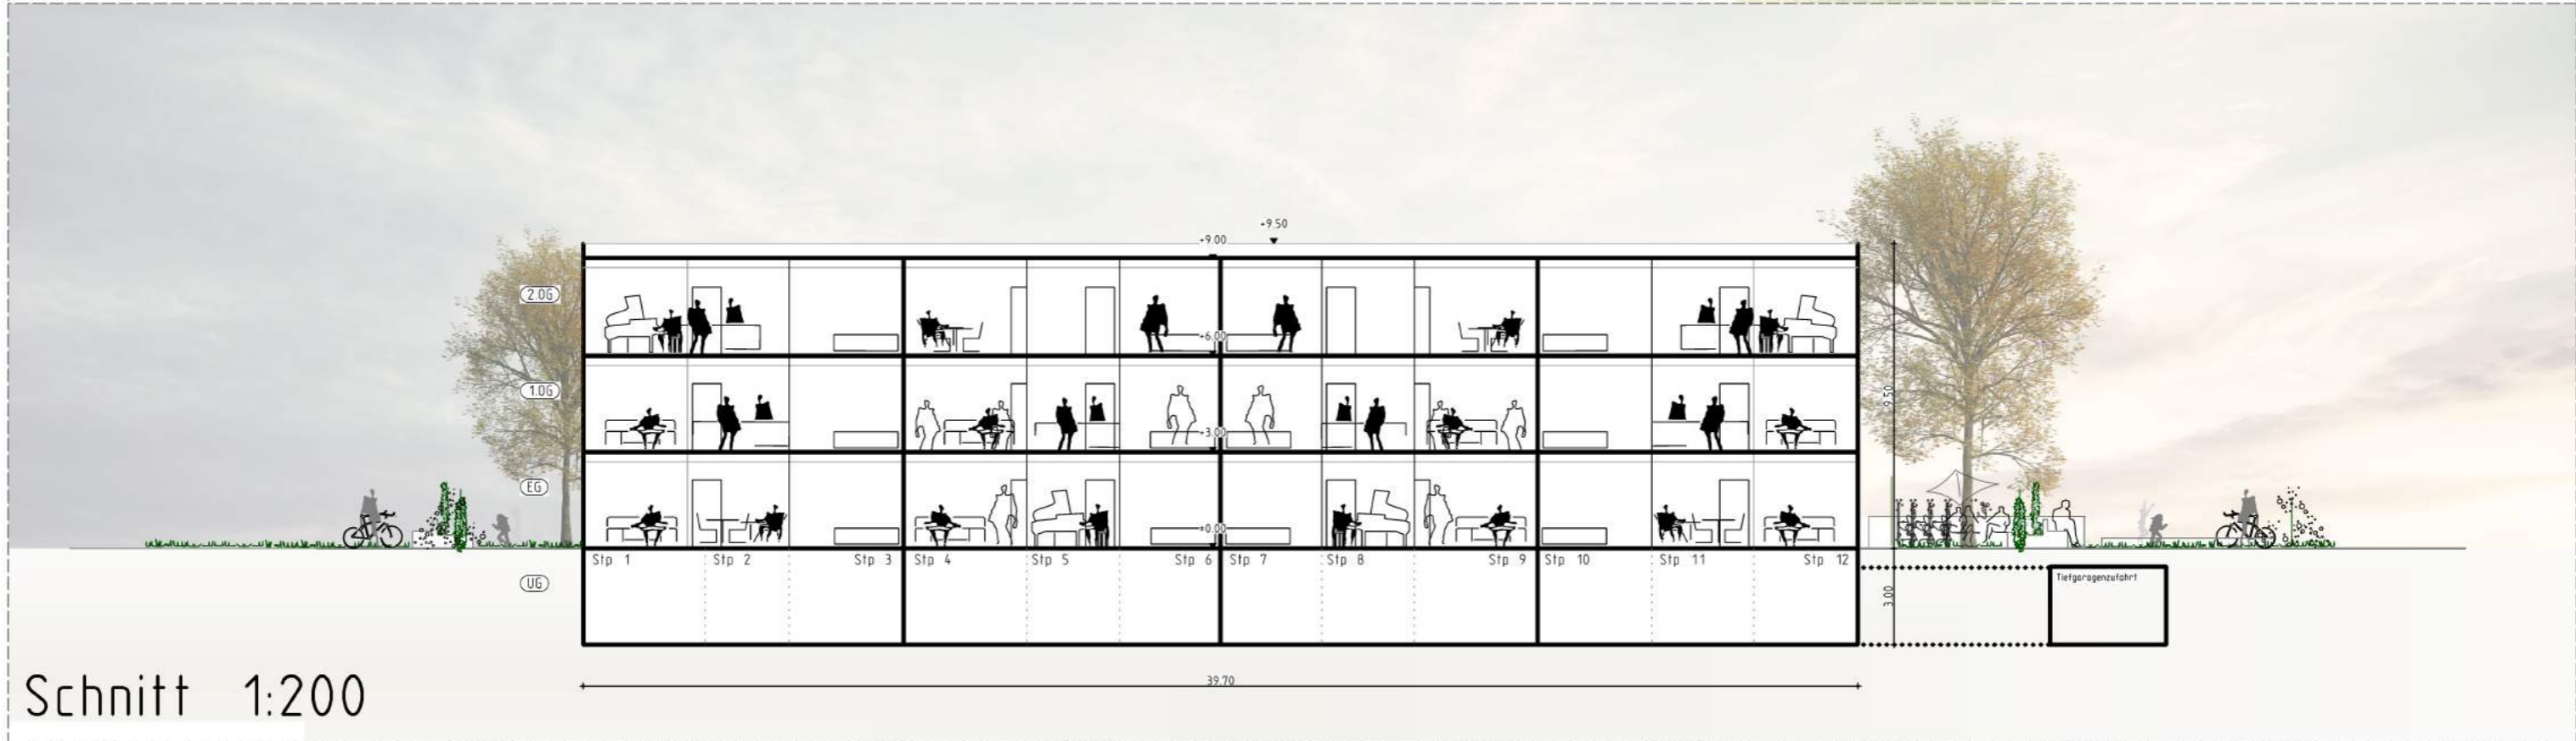 +9.50
+9.00
2.OG
+6.00
1.OG
9.50
+3.00
EG
±0.00
Stp 1 Stp 2 Stp 3 Stp 4 Stp 5 Stp 6 Stp 7 Stp 8 Stp 9 Stp 10 Stp 11 Stp 12
UG
Tiefgaragenzufahrt
3.00
39.70
Schnitt 1:200